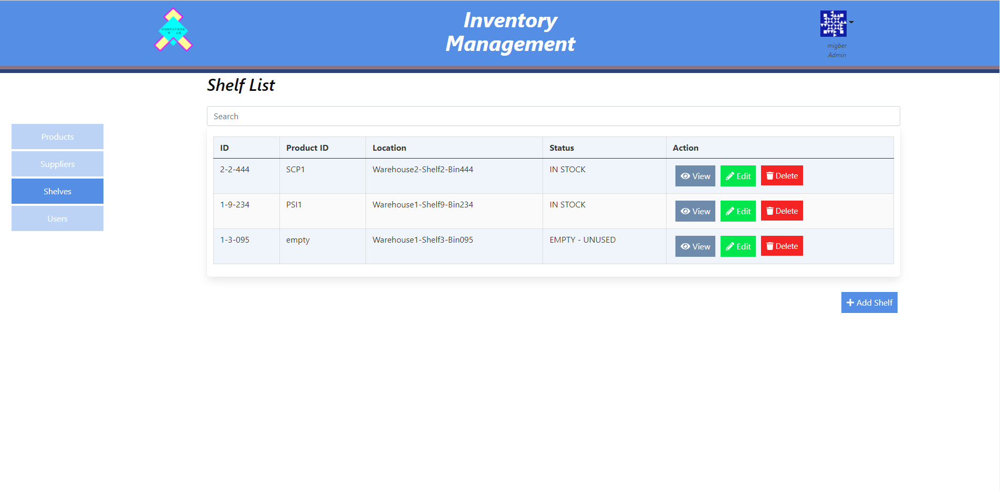 COMPUTERS
R' US
Inventory
Management
migber
Admin
Shelf List
Search
Products
Suppliers
Shelves
Users
ID Product ID Location Status Action
2-2-444 SCP1 Warehouse2-Shelf2-Bin444 IN STOCK View Edit Delete
1-9-234 PSI1 Warehouse1-Shelf9-Bin234 IN STOCK View Edit Delete
1-3-095 empty Warehouse1-Shelf3-Bin095 EMPTY - UNUSED View Edit Delete
Add Shelf